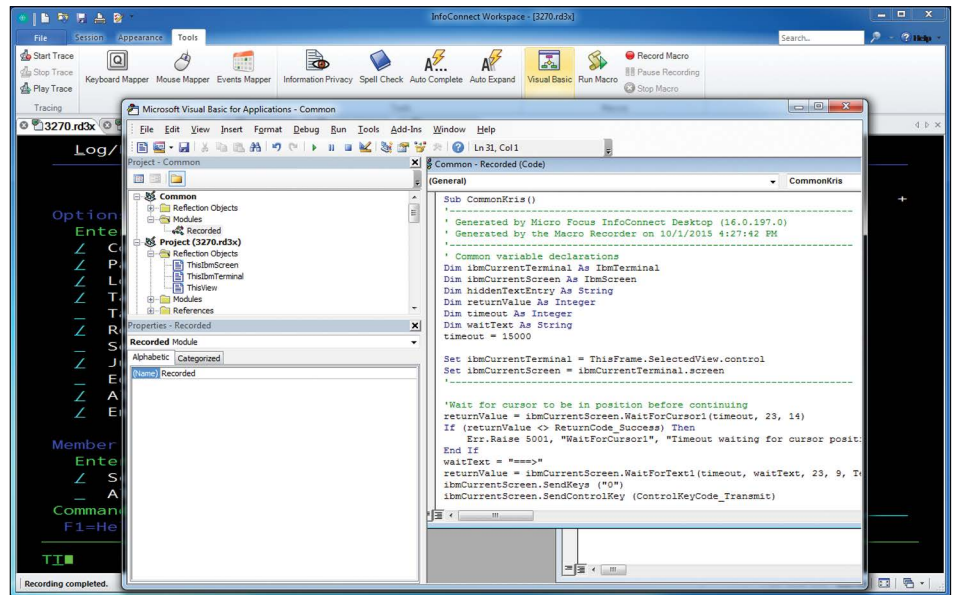 InfoConnect Workspace - [3270.rd3x]
File Session Appearance Tools Search... Help
Start Trace
Stop Trace
Play Trace
Tracing
Keyboard Mapper Mouse Mapper Events Mapper Information Privacy Spell Check Auto Complete Auto Expand Visual Basic Run Macro
Record Macro
Pause Recording
Stop Macro
3270.rd3x
Log/
Option
Ente
Member
Ente
Comman
F1=He
TI
Recording completed.
Microsoft Visual Basic for Applications - Common
File Edit View Insert Format Debug Run Tools Add-Ins Window Help
Ln 31, Col 1
Project - Common
Common
Reflection Objects
Modules
Recorded
Project (3270.rd3x)
Reflection Objects
ThisIbmScreen
ThisIbmTerminal
ThisView
Modules
References
Properties - Recorded
Recorded Module
Alphabetic Categorized
(Name) Recorded
Common - Recorded (Code)
(General) CommonKris
Sub CommonKris()
'----------------------------------------------------------------
' Generated by Micro Focus InfoConnect Desktop (16.0.197.0)
' Generated by the Macro Recorder on 10/1/2015 4:27:42 PM
'----------------------------------------------------------------
' Common variable declarations
Dim ibmCurrentTerminal As IbmTerminal
Dim ibmCurrentScreen As IbmScreen
Dim hiddenTextEntry As String
Dim returnValue As Integer
Dim timeout As Integer
Dim waitText As String
timeout = 15000
Set ibmCurrentTerminal = ThisFrame.SelectedView.control
Set ibmCurrentScreen = ibmCurrentTerminal.screen
'----------------------------------------------------------------
'Wait for cursor to be in position before continuing
returnValue = ibmCurrentScreen.WaitForCursor1(timeout, 23, 14)
If (returnValue <> ReturnCode_Success) Then
Err.Raise 5001, "WaitForCursor1", "Timeout waiting for cursor posit
End If
waitText = "===>"
returnValue = ibmCurrentScreen.WaitForText1(timeout, waitText, 23, 9, Te
ibmCurrentScreen.SendKeys ("0")
ibmCurrentScreen.SendControlKey (ControlKeyCode_Transmit)